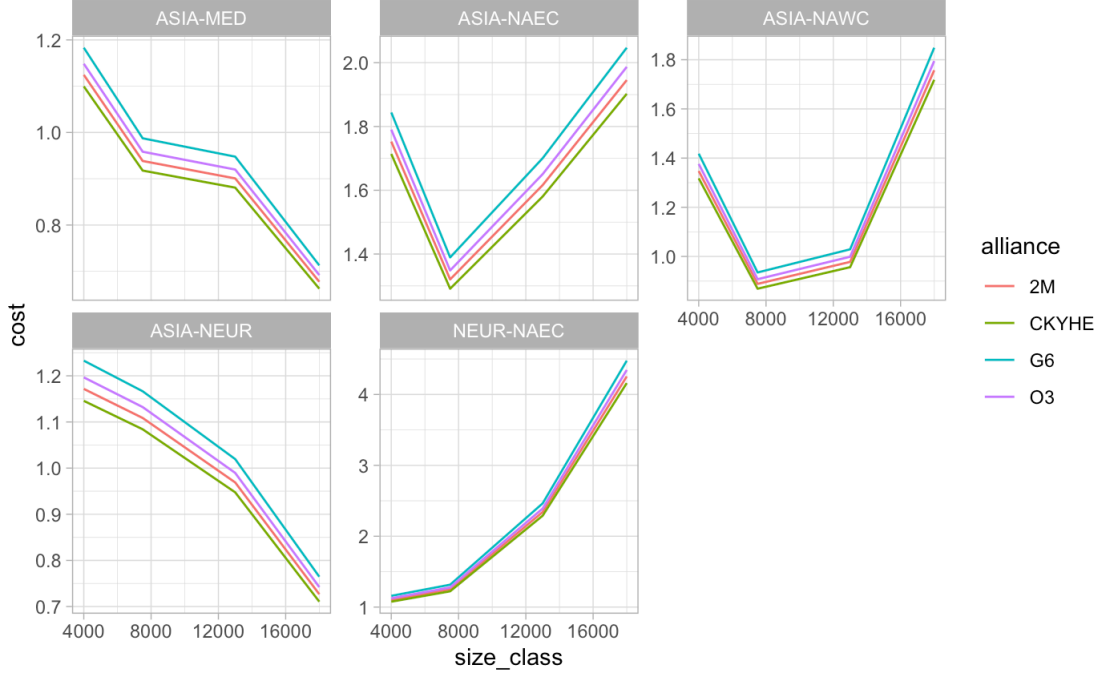 ASIA-MED
ASIA-NAEC
ASIA-NAWC
1.2
1.0
0.8
2.0
1.8
1.6
1.4
1.8
1.6
1.4
1.2
1.0
4000 8000 12000 16000
ASIA-NEUR
NEUR-NAEC
1.2
1.1
1.0
0.9
0.8
0.7
4
3
2
1
4000 8000 12000 16000
4000 8000 12000 16000
cost
size_class
alliance
2M
CKYHE
G6
O3